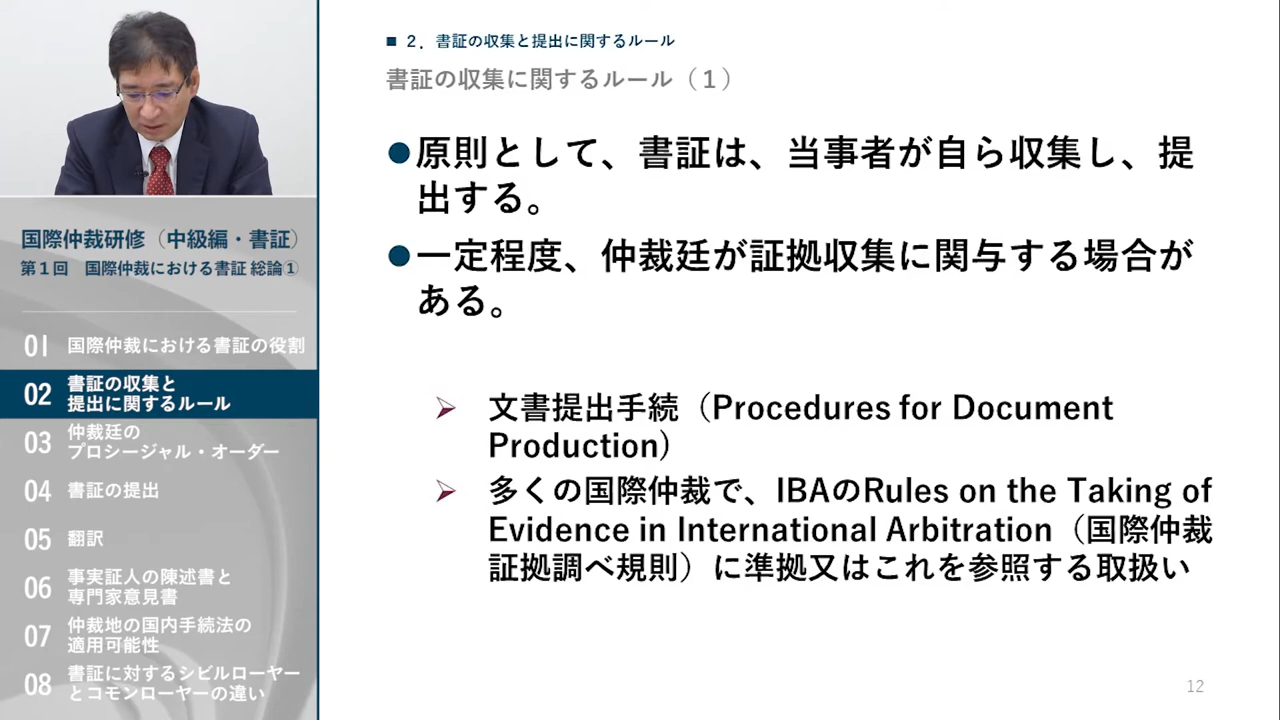 国際仲裁研修（中級編・書証）
第１回　国際仲裁における書証 総論①
01 国際仲裁における書証の役割
02 書証の収集と
提出に関するルール
03 仲裁廷の
プロシージャル・オーダー
04 書証の提出
05 翻訳
06 事実証人の陳述書と
専門家意見書
07 仲裁地の国内手続法の
適用可能性
08 書証に対するシビルローヤー
とコモンローヤーの違い
■ ２．書証の収集と提出に関するルール
書証の収集に関するルール（１）
●原則として、書証は、当事者が自ら収集し、提
出する。
●一定程度、仲裁廷が証拠収集に関与する場合が
ある。
➢ 文書提出手続（Procedures for Document
Production）
➢ 多くの国際仲裁で、IBAのRules on the Taking of
Evidence in International Arbitration（国際仲裁
証拠調べ規則）に準拠又はこれを参照する取扱い
12